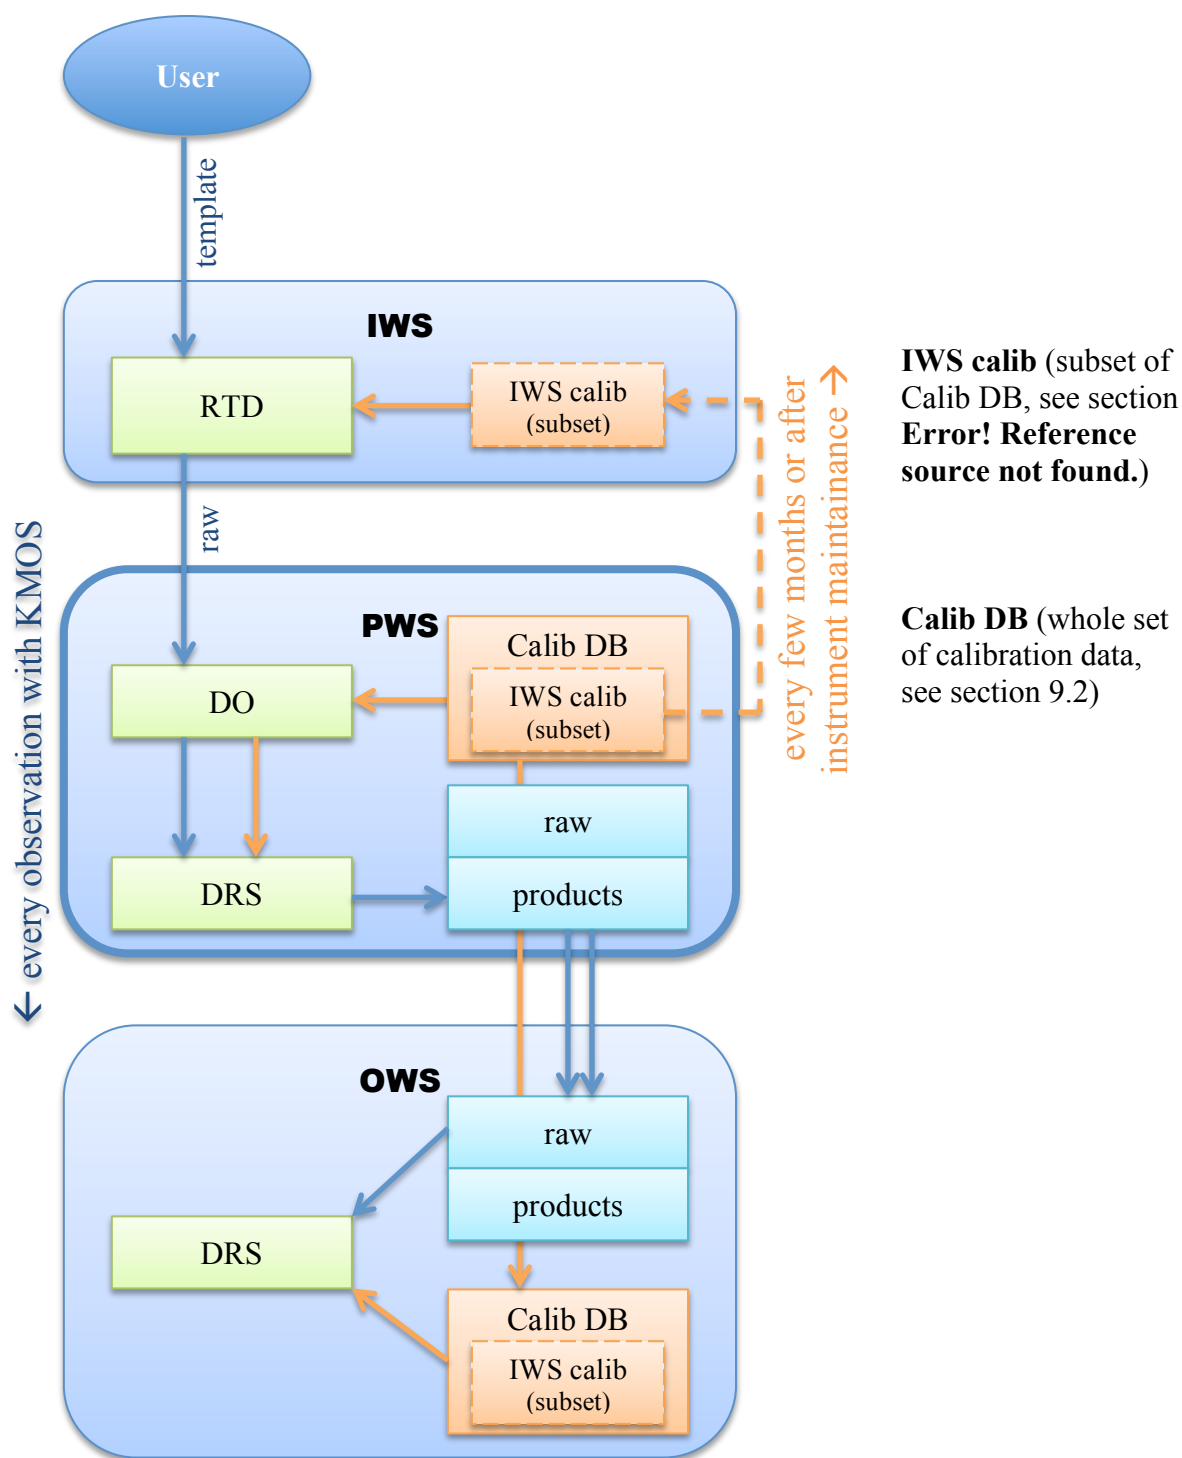 User
template
IWS
RTD
IWS calib
(subset)
raw
PWS
Calib DB
IWS calib
(subset)
DO
raw
DRS
products
OWS
raw
products
DRS
Calib DB
IWS calib
(subset)
← every observation with KMOS
every few months or after
instrument maintainance →
IWS calib (subset of
Calib DB, see section
Error! Reference
source not found.)
Calib DB (whole set
of calibration data,
see section 9.2)